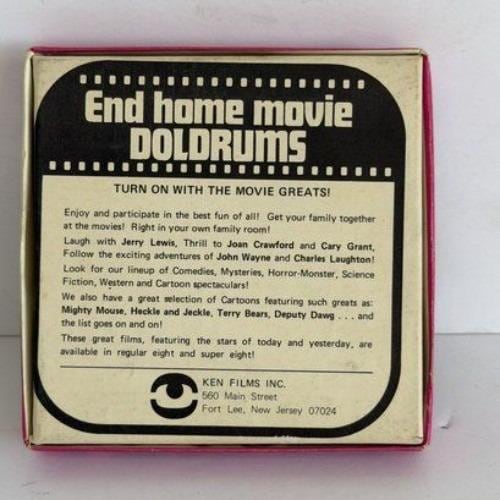 End home movie
DOLDRUMS
TURN ON WITH THE MOVIE GREATS!
Enjoy and participate in the best fun of all! Get your family together
at the movies! Right in your own family room!
Laugh with Jerry Lewis, Thrill to Joan Crawford and Cary Grant,
Follow the exciting adventures of John Wayne and Charles Laughton!
Look for our lineup of Comedies, Mysteries, Horror-Monster, Science
Fiction, Western and Cartoon spectaculars!
We also have a great selection of Cartoons featuring such greats as:
Mighty Mouse, Heckle and Jeckle, Terry Bears, Deputy Dawg . . . and
the list goes on and on!
These great films, featuring the stars of today and yesterday, are
available in regular eight and super eight!
KEN FILMS INC.
560 Main Street
Fort Lee, New Jersey 07024